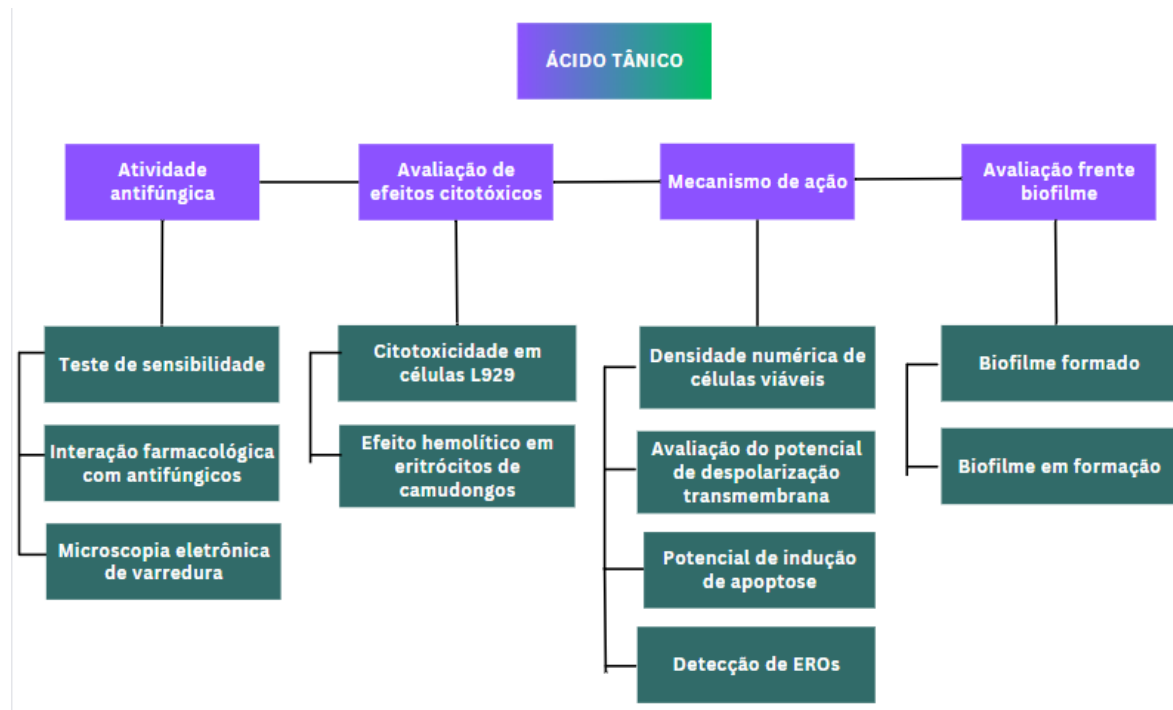 ÁCIDO TÂNICO
Atividade
antifúngica
Avaliação de
efeitos citotóxicos
Mecanismo de ação
Avaliação frente
biofilme
Teste de sensibilidade
Interação farmacológica
com antifúngicos
Microscopia eletrônica
de varredura
Citotoxicidade em
células L929
Efeito hemolítico em
eritrócitos de
camudongos
Densidade numérica de
células viáveis
Avaliação do potencial
de despolarização
transmembrana
Potencial de indução
de apoptose
Detecção de EROs
Biofilme formado
Biofilme em formação